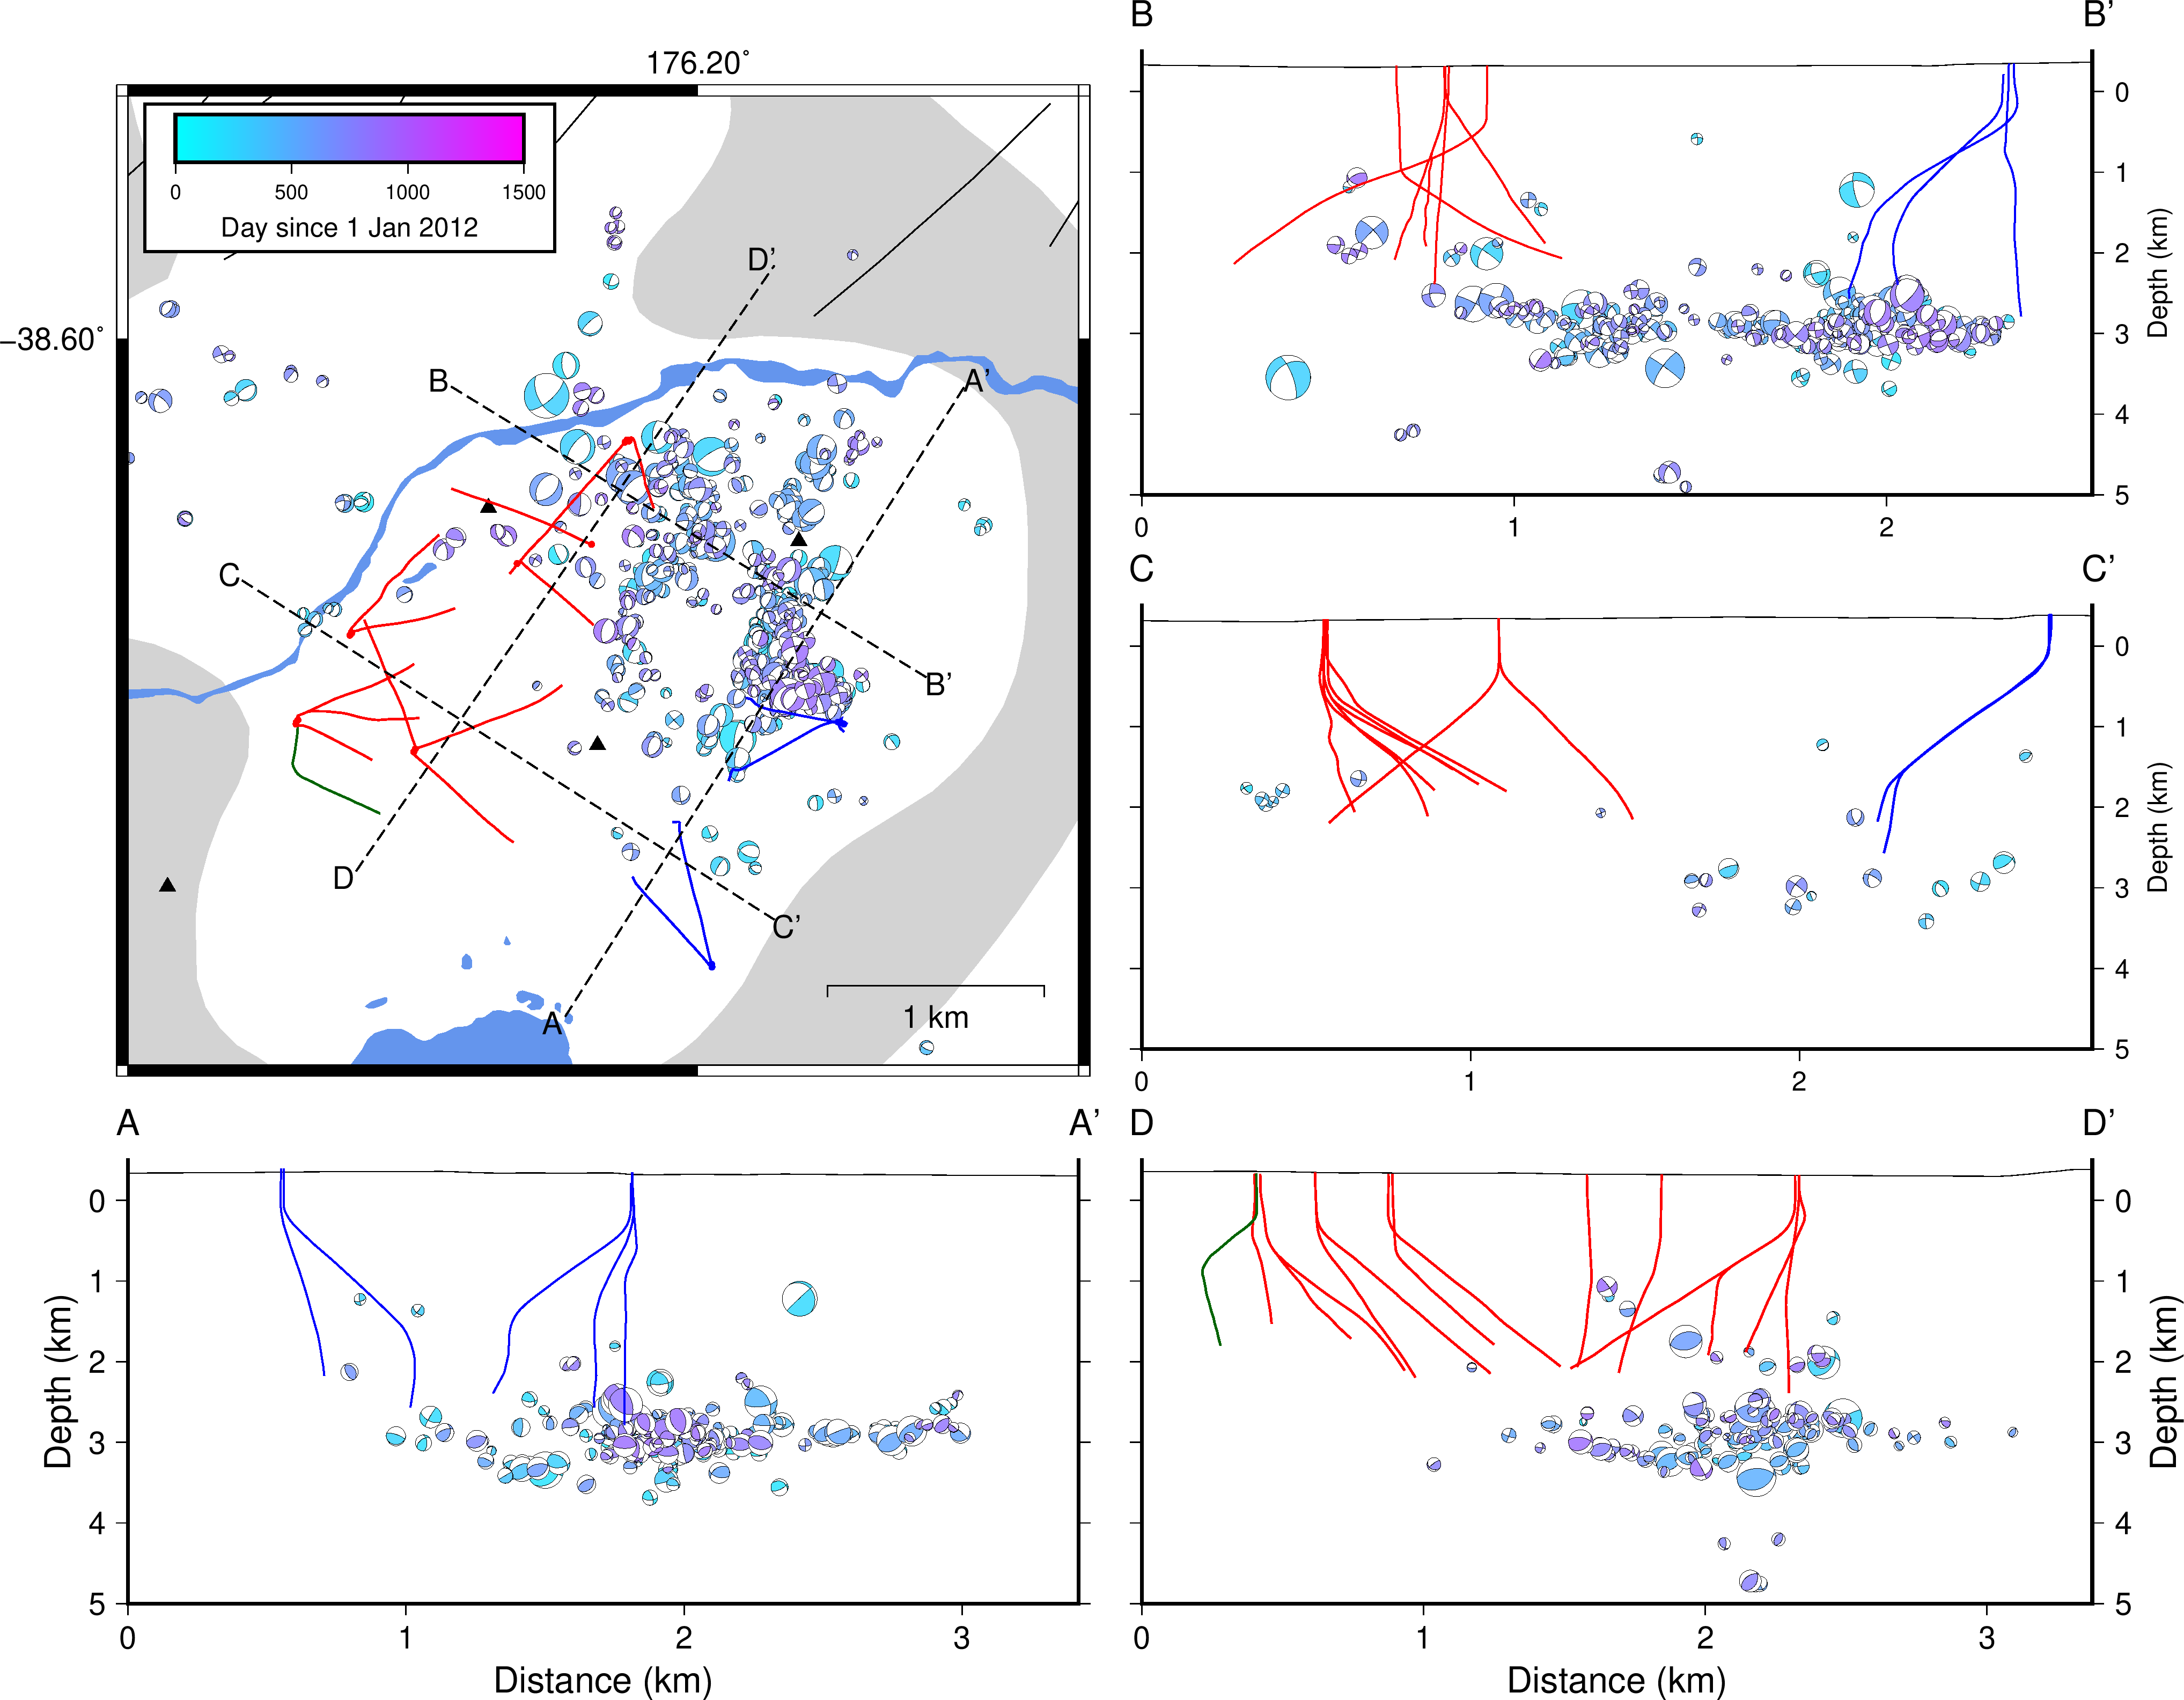 176.20°
−38.60°
0 500 1000 1500
Day since 1 Jan 2012
D'
B
A'
C
B'
D
C'
A
1 km
B B'
0
1
2
3
4
5
Depth (km)
0 1 2
C C'
0
1
2
3
4
5
Depth (km)
0 1 2
A A'
0
1
2
3
4
5
Depth (km)
0 1 2 3
Distance (km)
D D'
0
1
2
3
4
5
Depth (km)
0 1 2 3
Distance (km)